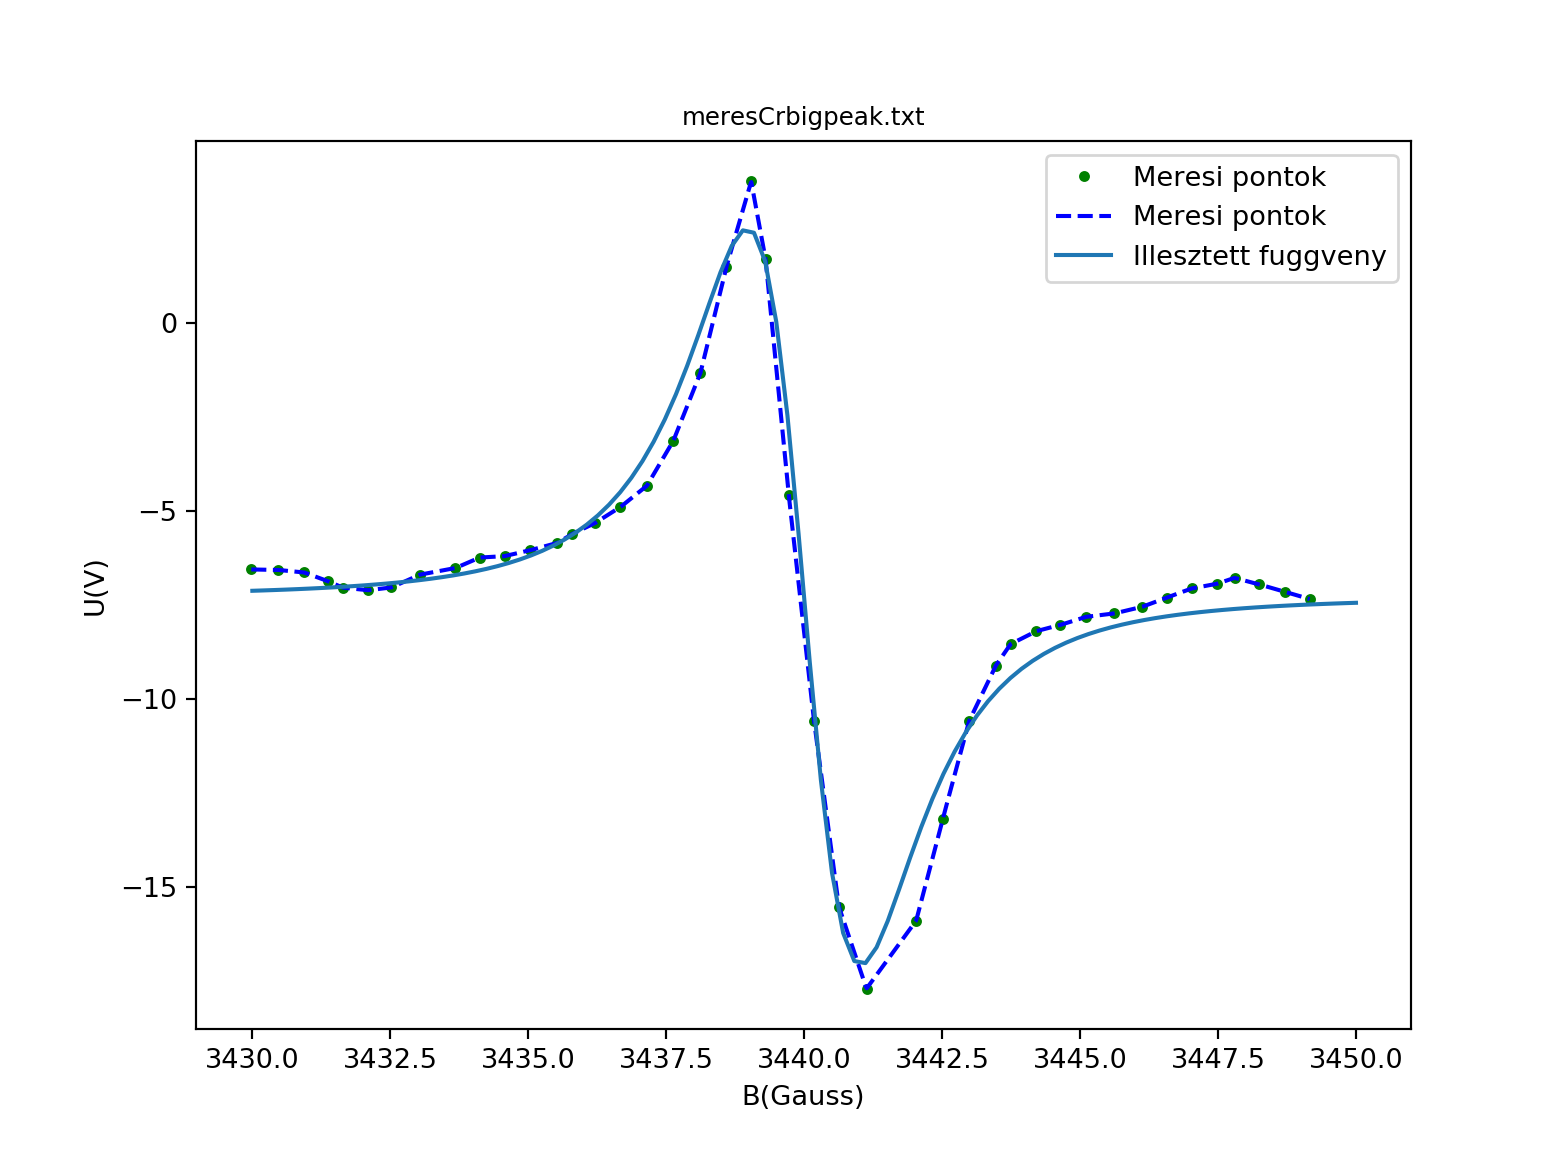 meresCrbigpeak.txt
Meresi pontok
Meresi pontok
Illesztett fuggveny
0
−5
−10
−15
U(V)
3430.0 3432.5 3435.0 3437.5 3440.0 3442.5 3445.0 3447.5 3450.0
B(Gauss)